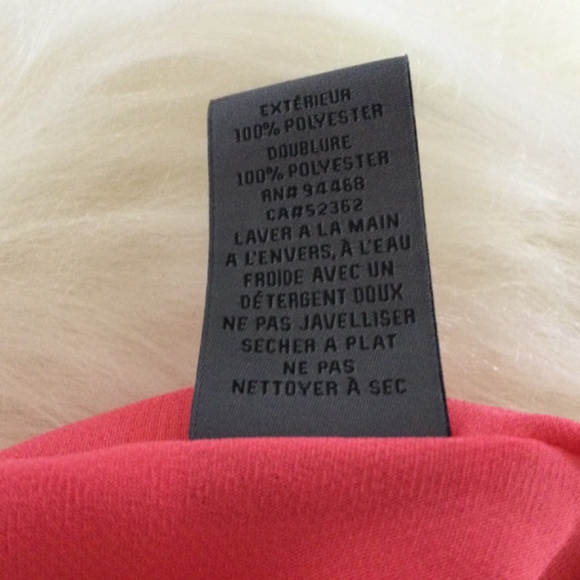 EXTÉRIEUR
100% POLYESTER
DOUBLURE
100% POLYESTER
RN# 94468
CA#52362
LAVER A LA MAIN
A L'ENVERS, À L'EAU
FROIDE AVEC UN
DÉTERGENT DOUX
NE PAS JAVELLISER
SECHER A PLAT
NE PAS
NETTOYER À SEC